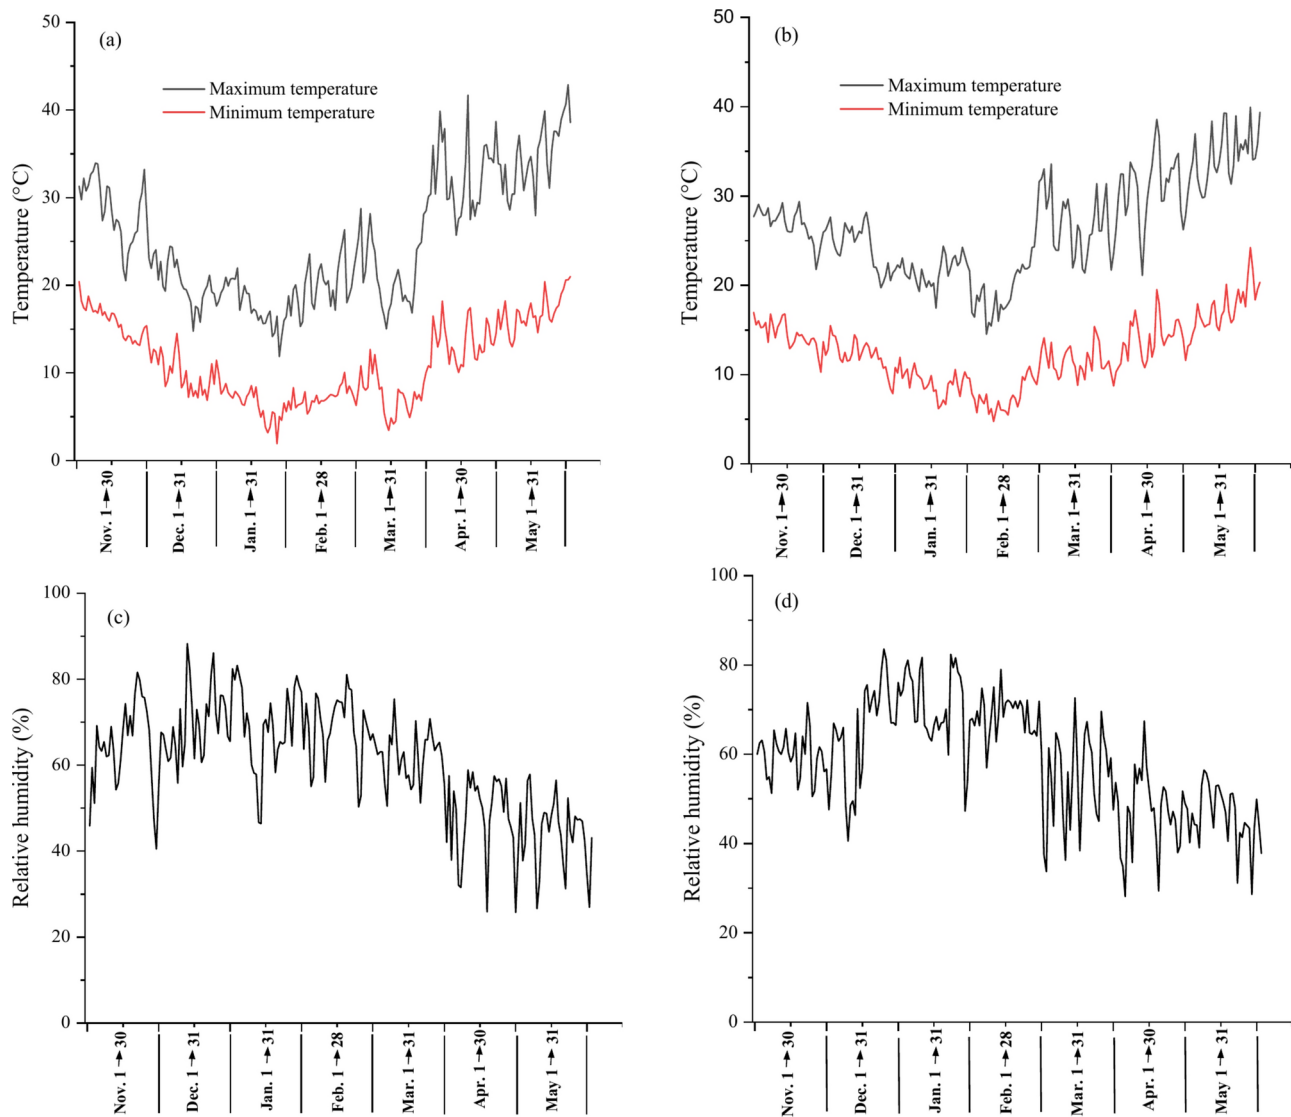 (a)
Maximum temperature
Minimum temperature
Temperature (°C)
50
40
30
20
10
0
Nov. 1→30
Dec. 1→31
Jan. 1→31
Feb. 1→28
Mar. 1→31
Apr. 1→30
May 1→31
(b)
Maximum temperature
Minimum temperature
Temperature (°C)
50
40
30
20
10
0
Nov. 1→30
Dec. 1→31
Jan. 1→31
Feb. 1→28
Mar. 1→31
Apr. 1→30
May 1→31
(c)
Relative humidity (%)
100
80
60
40
20
0
Nov. 1→30
Dec. 1→31
Jan. 1→31
Feb. 1→28
Mar. 1→31
Apr. 1→30
May 1→31
(d)
Relative humidity (%)
100
80
60
40
20
0
Nov. 1→30
Dec. 1→31
Jan. 1→31
Feb. 1→28
Mar. 1→31
Apr. 1→30
May 1→31